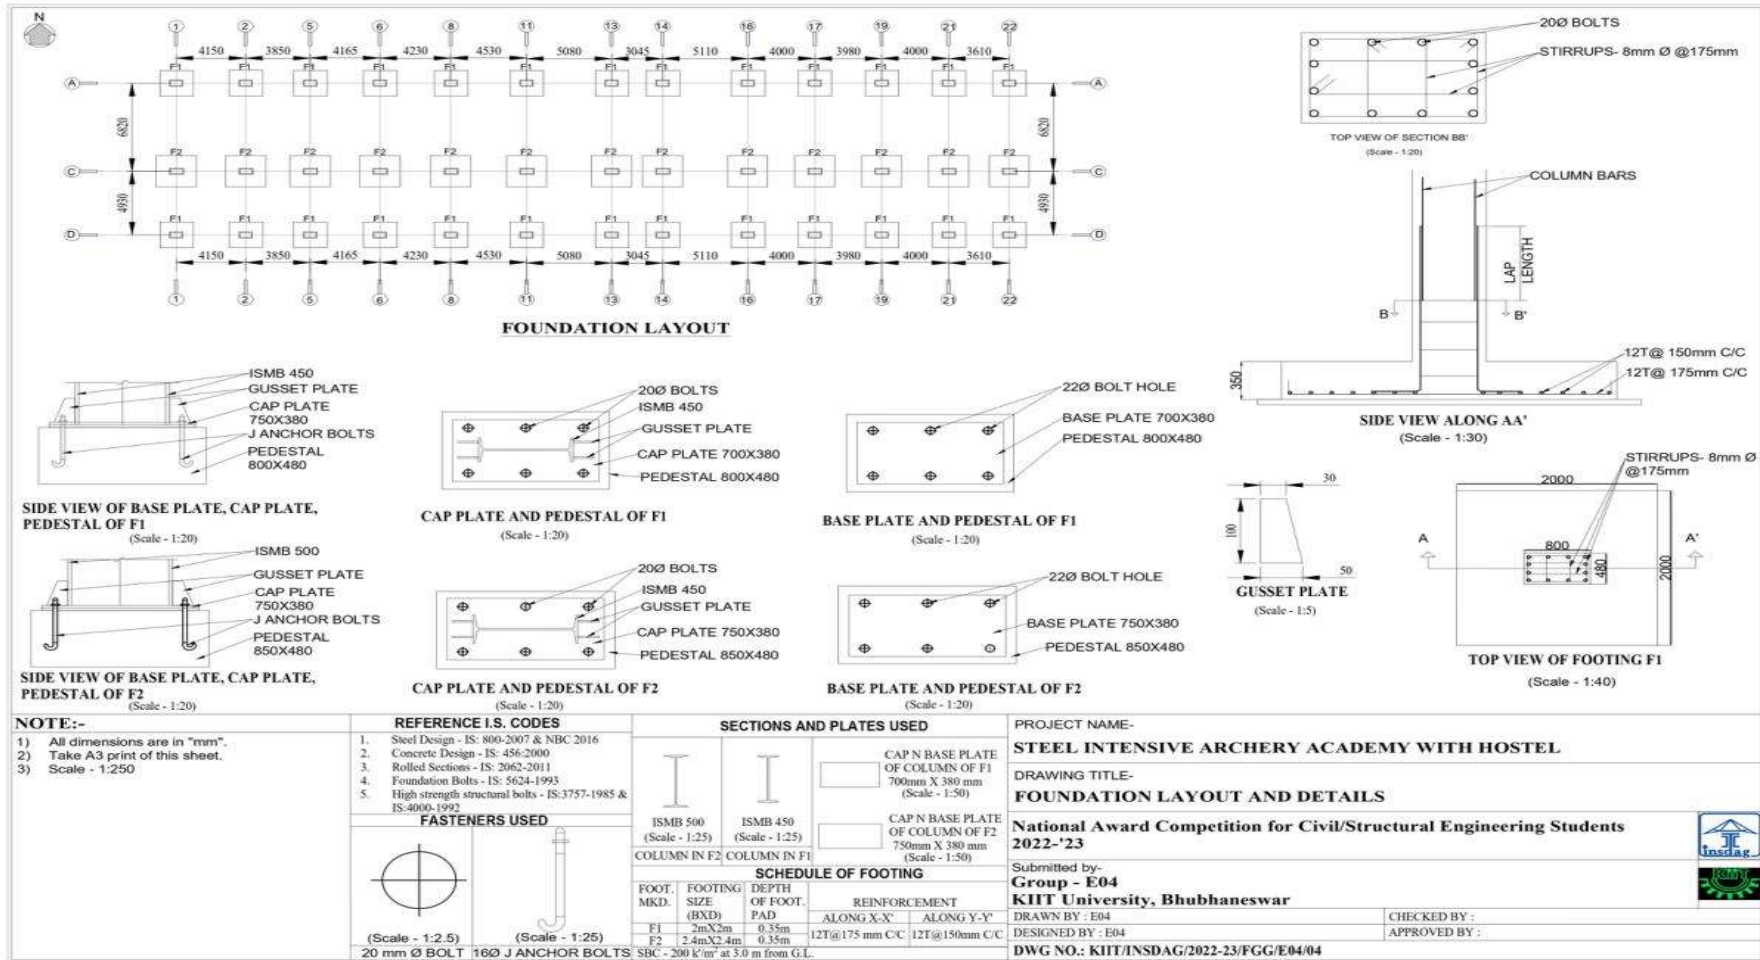 N
1 2 5 6 8 11 13 14 16 17 19 21 22
4150 3850 4165 4230 4530 5080 3045 5110 4000 3980 4000 3610
F1 F1 F1 F1 F1 F1 F1 F1 F1 F1 F1 F1 F1
A A
6820 6820
F2 F2 F2 F2 F2 F2 F2 F2 F2 F2 F2 F2 F2
C C
4930 4930
F1 F1 F1 F1 F1 F1 F1 F1 F1 F1 F1 F1 F1
D D
4150 3850 4165 4230 4530 5080 3045 5110 4000 3980 4000 3610
1 2 5 6 8 11 13 14 16 17 19 21 22
FOUNDATION LAYOUT
20Ø BOLTS
STIRRUPS- 8mm Ø @175mm
TOP VIEW OF SECTION BB'
(Scale - 1:20)
COLUMN BARS
LAP
LENGTH
B B'
12T@ 150mm C/C
12T@ 175mm C/C
350
SIDE VIEW ALONG AA'
(Scale - 1:30)
ISMB 450
GUSSET PLATE
CAP PLATE
750X380
J ANCHOR BOLTS
PEDESTAL
800X480
SIDE VIEW OF BASE PLATE, CAP PLATE,
PEDESTAL OF F1
(Scale - 1:20)
20Ø BOLTS
ISMB 450
GUSSET PLATE
CAP PLATE 700X380
PEDESTAL 800X480
CAP PLATE AND PEDESTAL OF F1
(Scale - 1:20)
22Ø BOLT HOLE
BASE PLATE 700X380
PEDESTAL 800X480
BASE PLATE AND PEDESTAL OF F1
(Scale - 1:20)
30
100
50
GUSSET PLATE
(Scale - 1:5)
STIRRUPS- 8mm Ø
@175mm
2000
A A'
800
480
2000
TOP VIEW OF FOOTING F1
(Scale - 1:40)
ISMB 500
GUSSET PLATE
CAP PLATE
750X380
J ANCHOR BOLTS
PEDESTAL
850X480
SIDE VIEW OF BASE PLATE, CAP PLATE,
PEDESTAL OF F2
(Scale - 1:20)
20Ø BOLTS
ISMB 450
GUSSET PLATE
CAP PLATE 750X380
PEDESTAL 850X480
CAP PLATE AND PEDESTAL OF F2
(Scale - 1:20)
22Ø BOLT HOLE
BASE PLATE 750X380
PEDESTAL 850X480
BASE PLATE AND PEDESTAL OF F2
(Scale - 1:20)
NOTE:-
1) All dimensions are in "mm".
2) Take A3 print of this sheet.
3) Scale - 1:250
REFERENCE I.S. CODES
1. Steel Design - IS: 800-2007 & NBC 2016
2. Concrete Design - IS: 456:2000
3. Rolled Sections - IS: 2062-2011
4. Foundation Bolts - IS: 5624-1993
5. High strength structural bolts - IS:3757-1985 &
IS:4000-1992
FASTENERS USED
(Scale - 1:2.5) (Scale - 1:25)
20 mm Ø BOLT 16Ø J ANCHOR BOLTS
SECTIONS AND PLATES USED
ISMB 500 ISMB 450
(Scale - 1:25) (Scale - 1:25)
COLUMN IN F2 COLUMN IN F1
CAP N BASE PLATE
OF COLUMN OF F1
700mm X 380 mm
(Scale - 1:50)
CAP N BASE PLATE
OF COLUMN OF F2
750mm X 380 mm
(Scale - 1:50)
SCHEDULE OF FOOTING
FOOT. MKD. FOOTING SIZE (BXD) DEPTH OF FOOT. PAD REINFORCEMENT
ALONG X-X' ALONG Y-Y'
F1 2mX2m 0.35m 12T@175 mm C/C 12T@150mm C/C
F2 2.4mX2.4m 0.35m
SBC - 200 k'/m² at 3.0 m from G.L.
PROJECT NAME-
STEEL INTENSIVE ARCHERY ACADEMY WITH HOSTEL
DRAWING TITLE-
FOUNDATION LAYOUT AND DETAILS
National Award Competition for Civil/Structural Engineering Students
2022-'23
insdag
Submitted by-
Group - E04
KIIT University, Bhubhaneswar
KIIT
DRAWN BY : E04 CHECKED BY :
DESIGNED BY : E04 APPROVED BY :
DWG NO.: KIIT/INSDAG/2022-23/FGG/E04/04